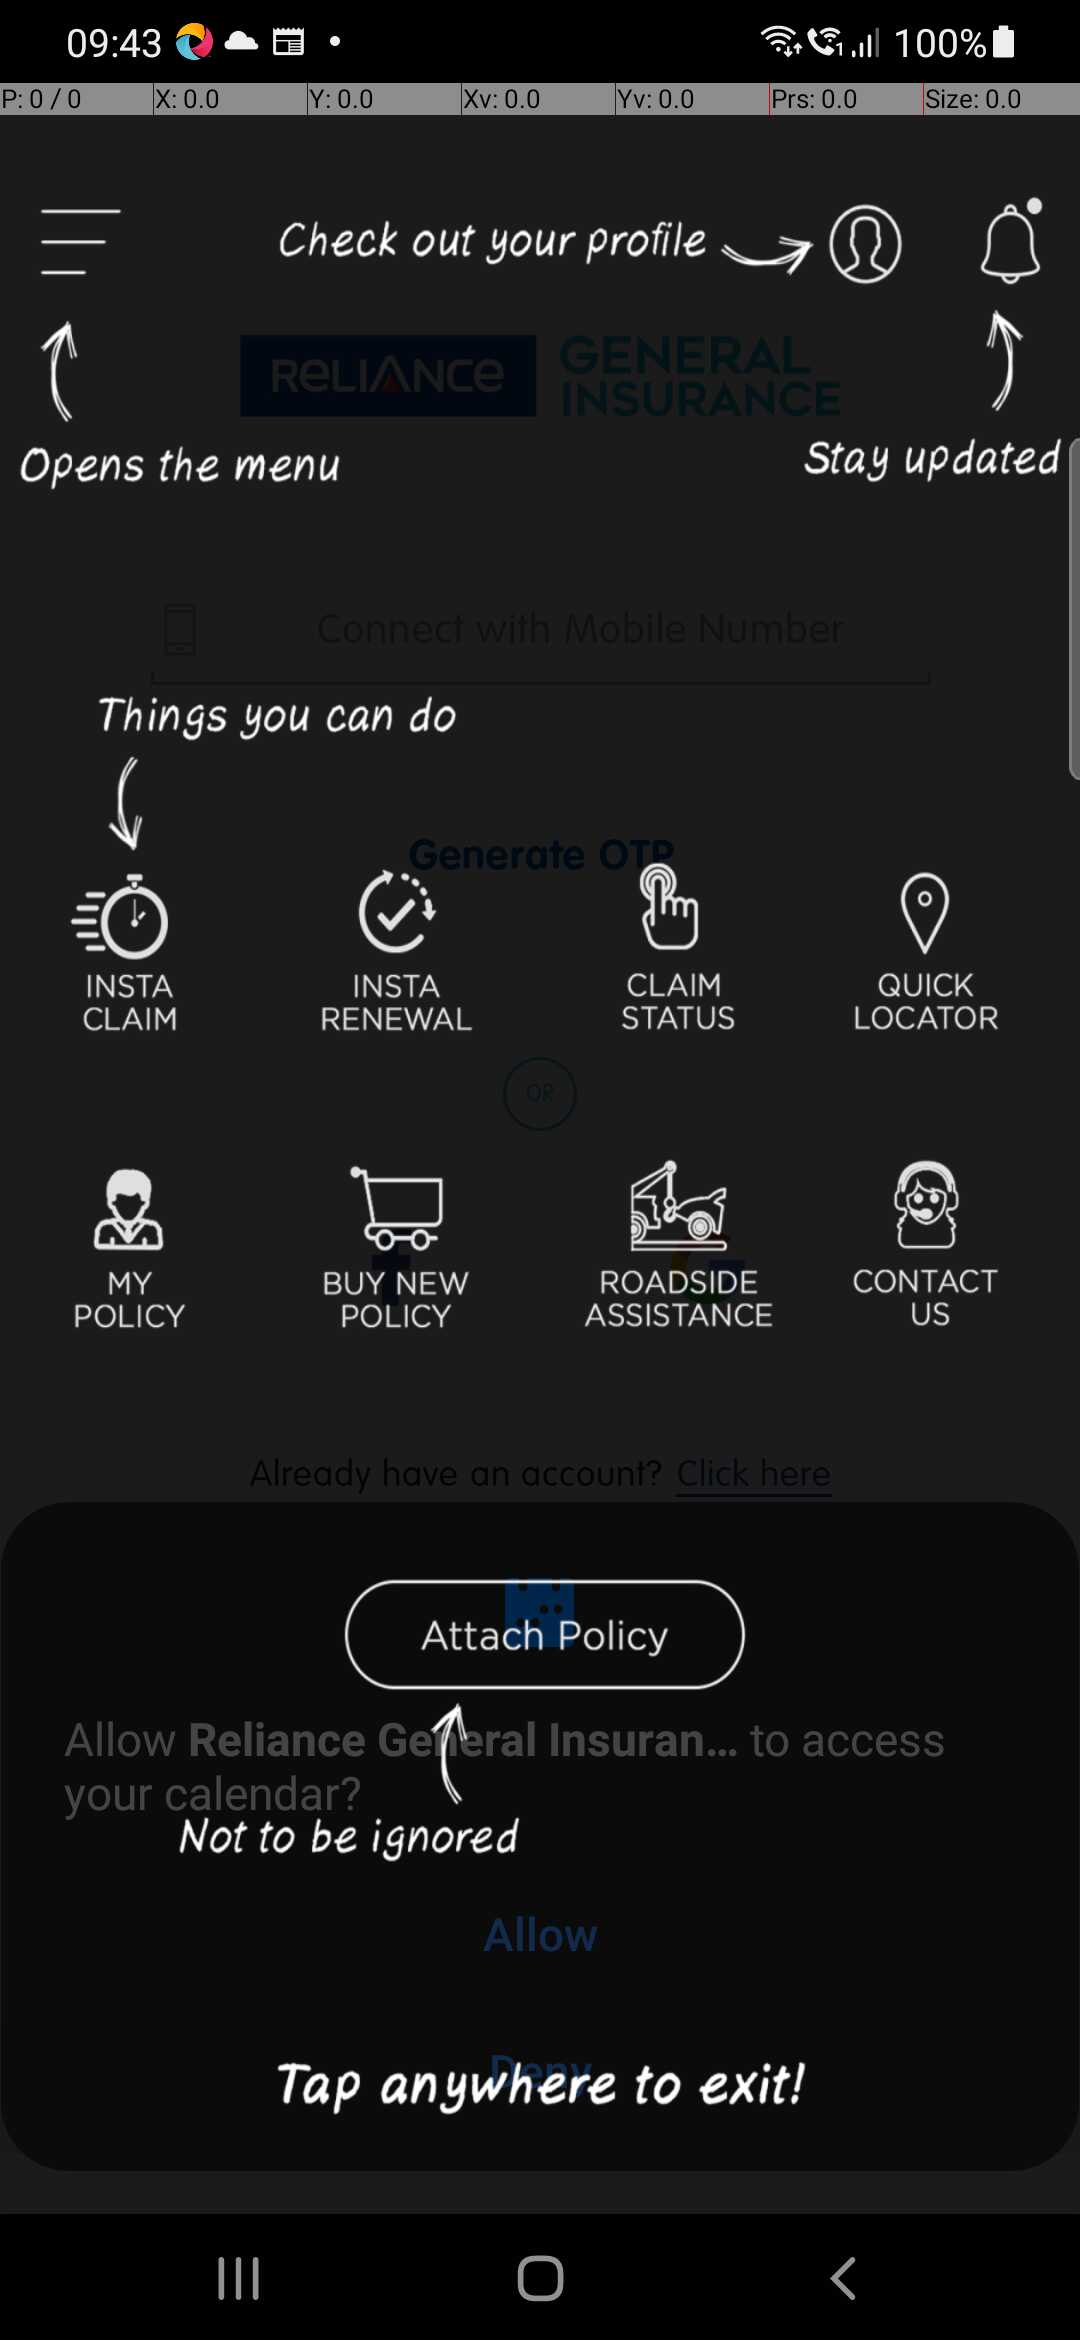 09:43 100%
P: 0 / 0 X: 0.0 Y: 0.0 Xv: 0.0 Yv: 0.0 Prs: 0.0 Size: 0.0
Check out your profile
RELIANCE GENERAL INSURANCE
Opens the menu
Stay updated
Connect with Mobile Number
Things you can do
Generate OTP
INSTA CLAIM
INSTA RENEWAL
CLAIM STATUS
QUICK LOCATOR
OR
MY POLICY
BUY NEW POLICY
ROADSIDE ASSISTANCE
CONTACT US
Already have an account? Click here
Attach Policy
Allow Reliance General Insuran... to access
your calendar?
Not to be ignored
Allow
Deny
Tap anywhere to exit!